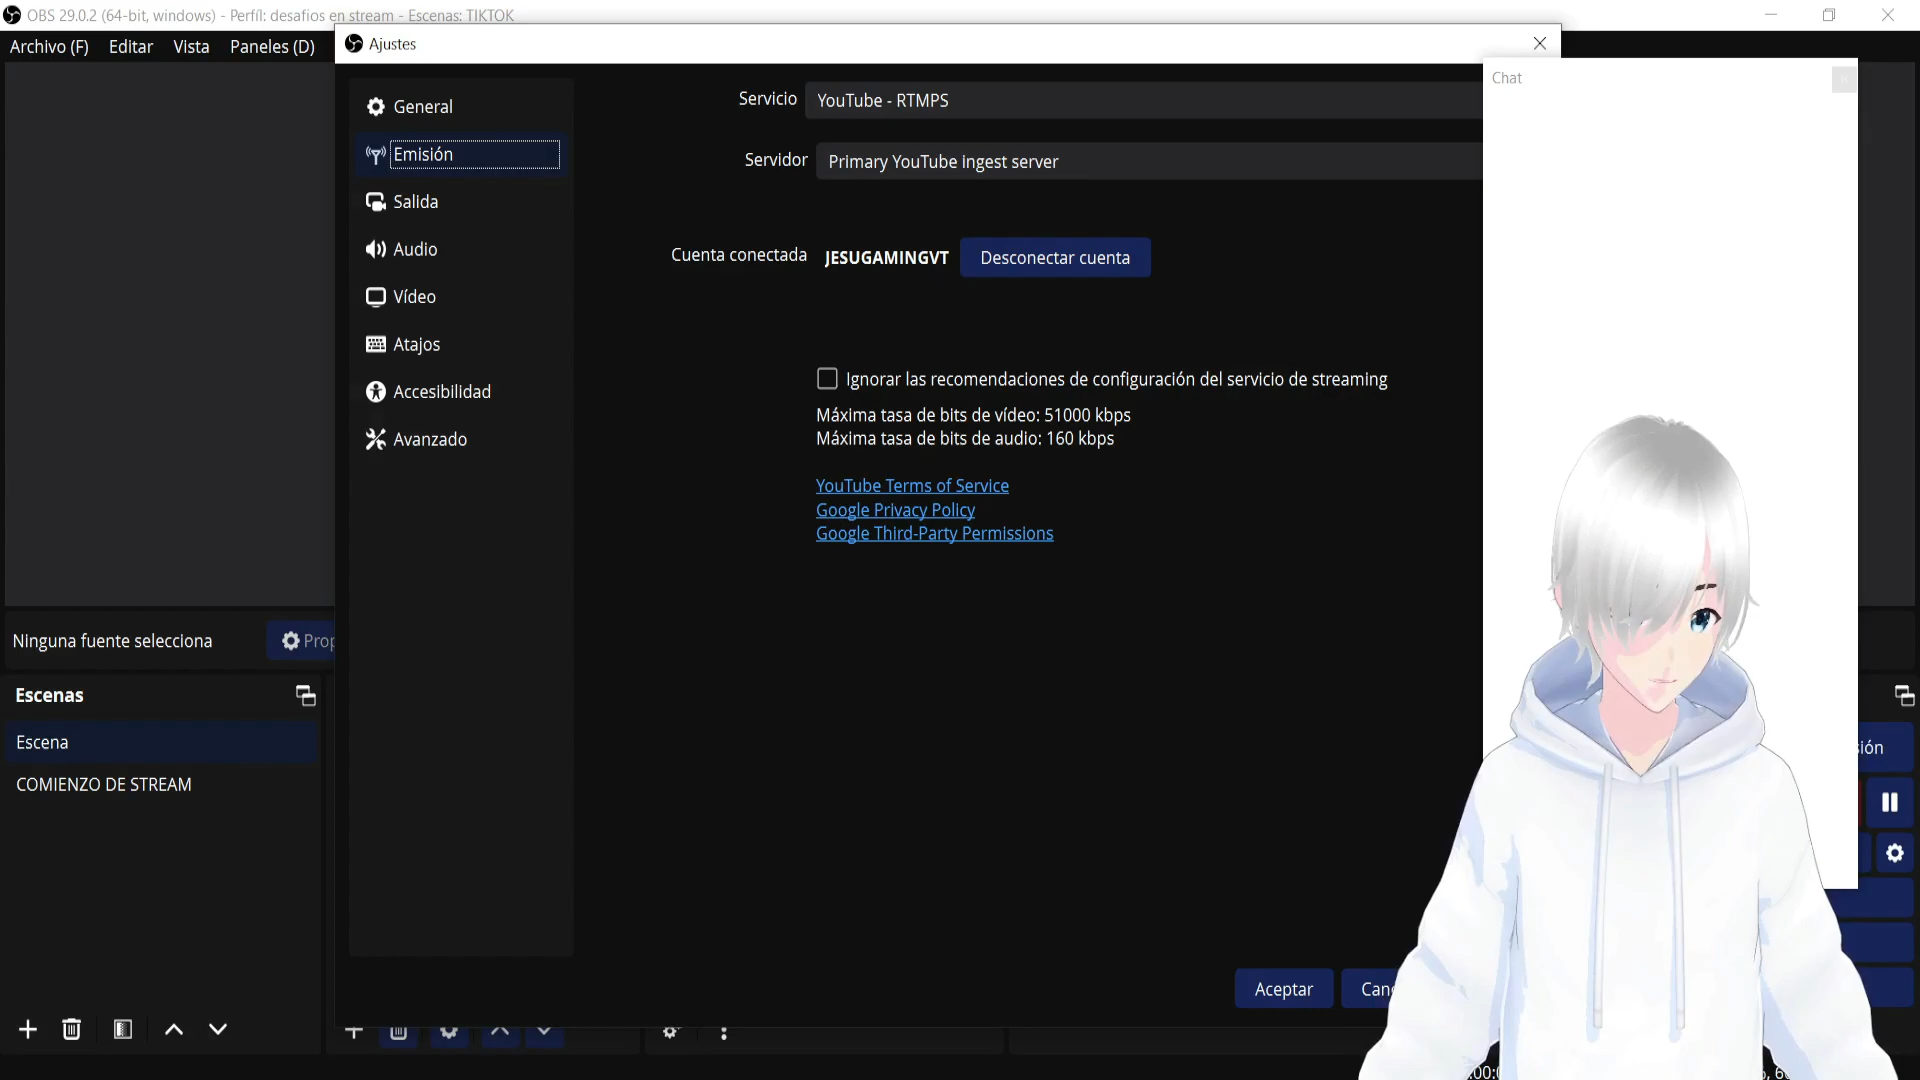 OBS 29.0.2 (64-bit, windows) - Perfil: desafios en stream - Escenas: TIKTOK
Archivo (F) Editar Vista Paneles (D)
Ajustes
Chat
General
Emisión
Salida
Audio
Vídeo
Atajos
Accesibilidad
Avanzado
Servicio YouTube - RTMPS
Servidor Primary YouTube ingest server
Cuenta conectada JESUGAMINGVT Desconectar cuenta
Ignorar las recomendaciones de configuración del servicio de streaming
Máxima tasa de bits de vídeo: 51000 kbps
Máxima tasa de bits de audio: 160 kbps
YouTube Terms of Service
Google Privacy Policy
Google Third-Party Permissions
Ninguna fuente selecciona
Escenas
Escena
COMIENZO DE STREAM
Aceptar